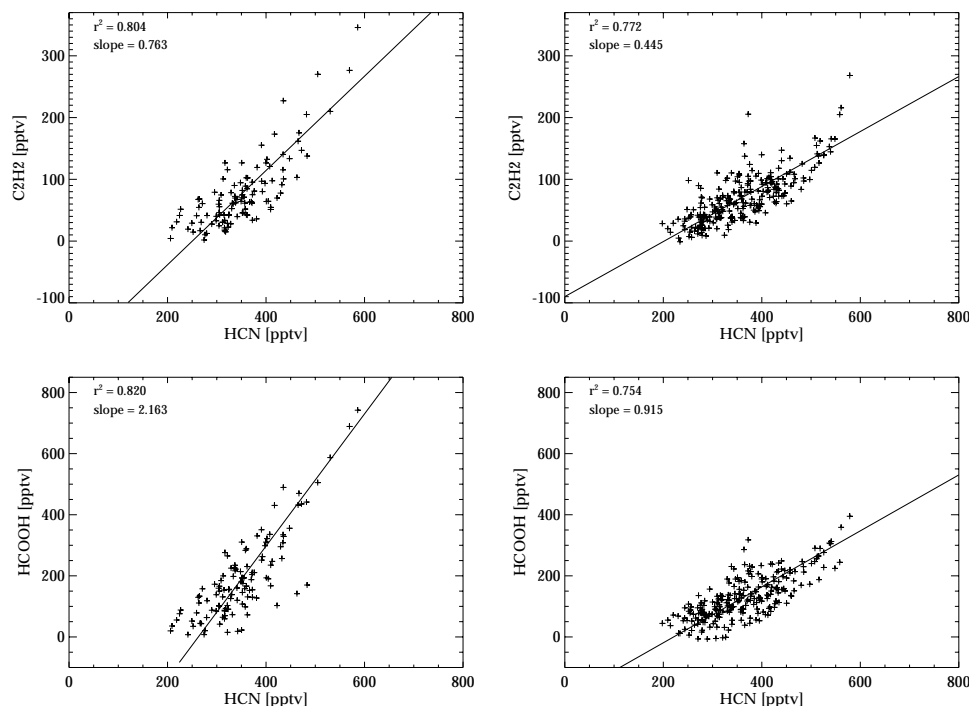 r² = 0.804
slope = 0.763
300
200
100
0
-100
C2H2 [pptv]
0 200 400 600 800
HCN [pptv]
r² = 0.772
slope = 0.445
300
200
100
0
-100
C2H2 [pptv]
0 200 400 600 800
HCN [pptv]
r² = 0.820
slope = 2.163
800
600
400
200
0
HCOOH [pptv]
0 200 400 600 800
HCN [pptv]
r² = 0.754
slope = 0.915
800
600
400
200
0
HCOOH [pptv]
0 200 400 600 800
HCN [pptv]